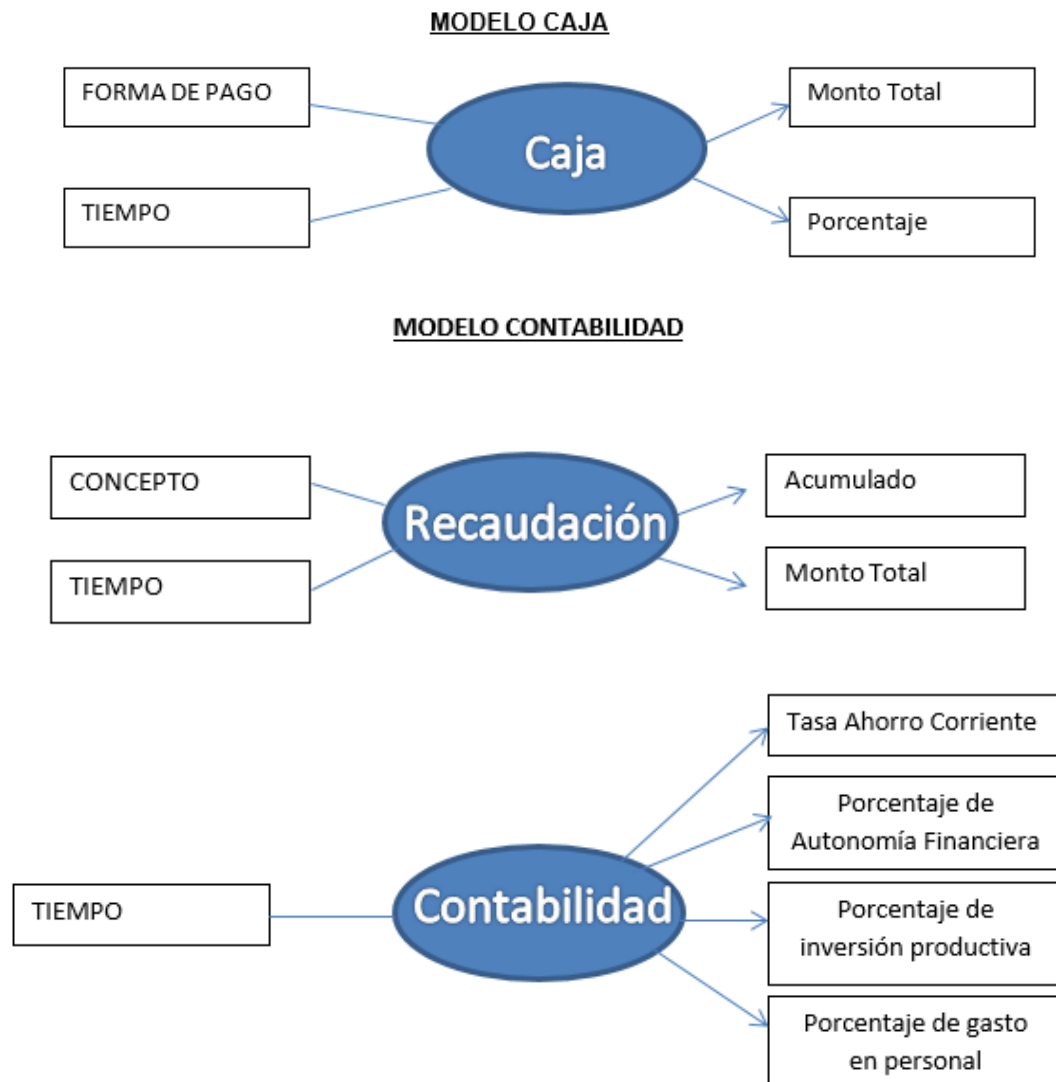 MODELO CAJA
FORMA DE PAGO
TIEMPO
Caja
Monto Total
Porcentaje
MODELO CONTABILIDAD
CONCEPTO
TIEMPO
Recaudación
Acumulado
Monto Total
TIEMPO
Contabilidad
Tasa Ahorro Corriente
Porcentaje de
Autonomía Financiera
Porcentaje de
inversión productiva
Porcentaje de gasto
en personal